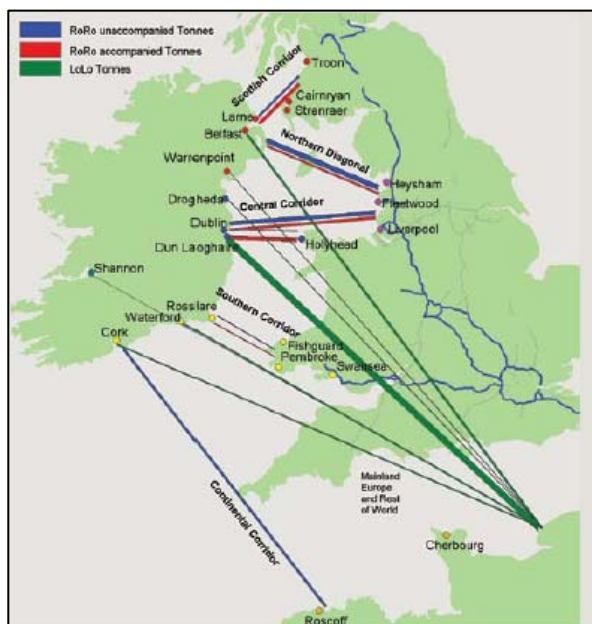 RoRo unaccompanied Tonnes
RoRo accompanied Tonnes
LoLo Tonnes
Troon
Scottish Corridor
Cairnryan
Stranraer
Larne
Belfast
Northern Diagonal
Warrenpoint
Heysham
Drogheda
Central Corridor
Fleetwood
Dublin
Liverpool
Dun Laoghaire
Holyhead
Shannon
Rosslare
Southern Corridor
Waterford
Cork
Fishguard
Pembroke
Swansea
Continental Corridor
Mainland
Europe
and Rest
of World
Cherbourg
Roscoff